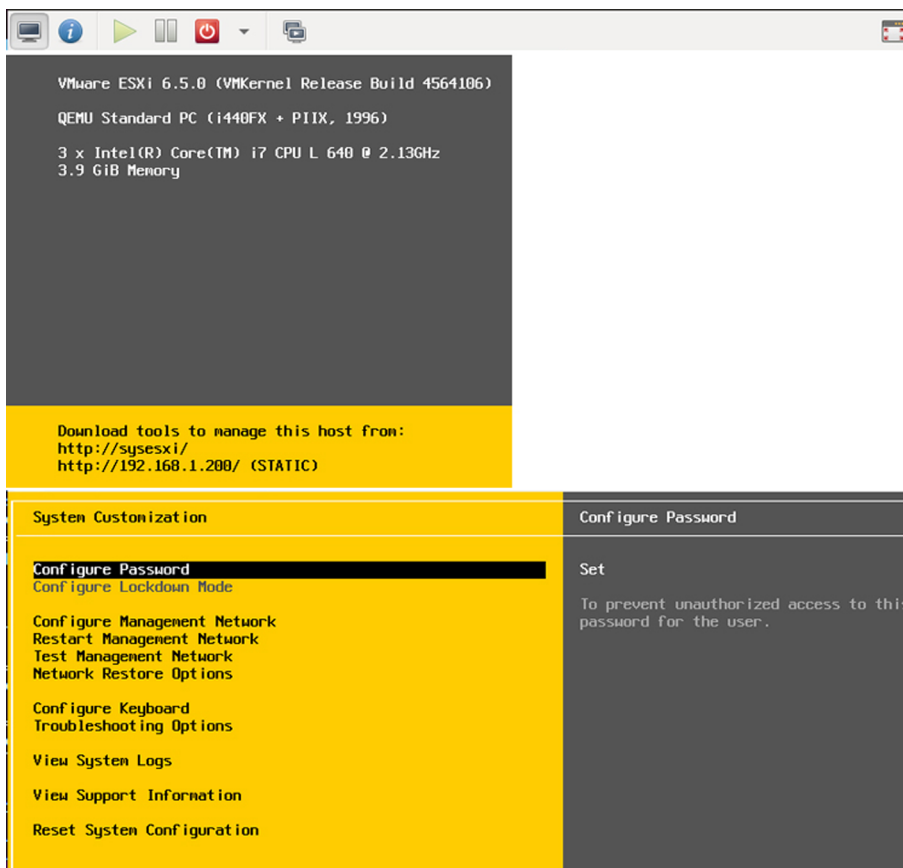 VMware ESXi 6.5.0 (VMKernel Release Build 4564106)
QEMU Standard PC (i440FX + PIIX, 1996)
3 x Intel(R) Core(TM) i7 CPU L 640 @ 2.13GHz
3.9 GiB Memory
Download tools to manage this host from:
http://sysesxi/
http://192.168.1.200/ (STATIC)
System Customization
Configure Password
Configure Lockdown Mode
Configure Management Network
Restart Management Network
Test Management Network
Network Restore Options
Configure Keyboard
Troubleshooting Options
View System Logs
View Support Information
Reset System Configuration
Configure Password
Set
To prevent unauthorized access to this
password for the user.